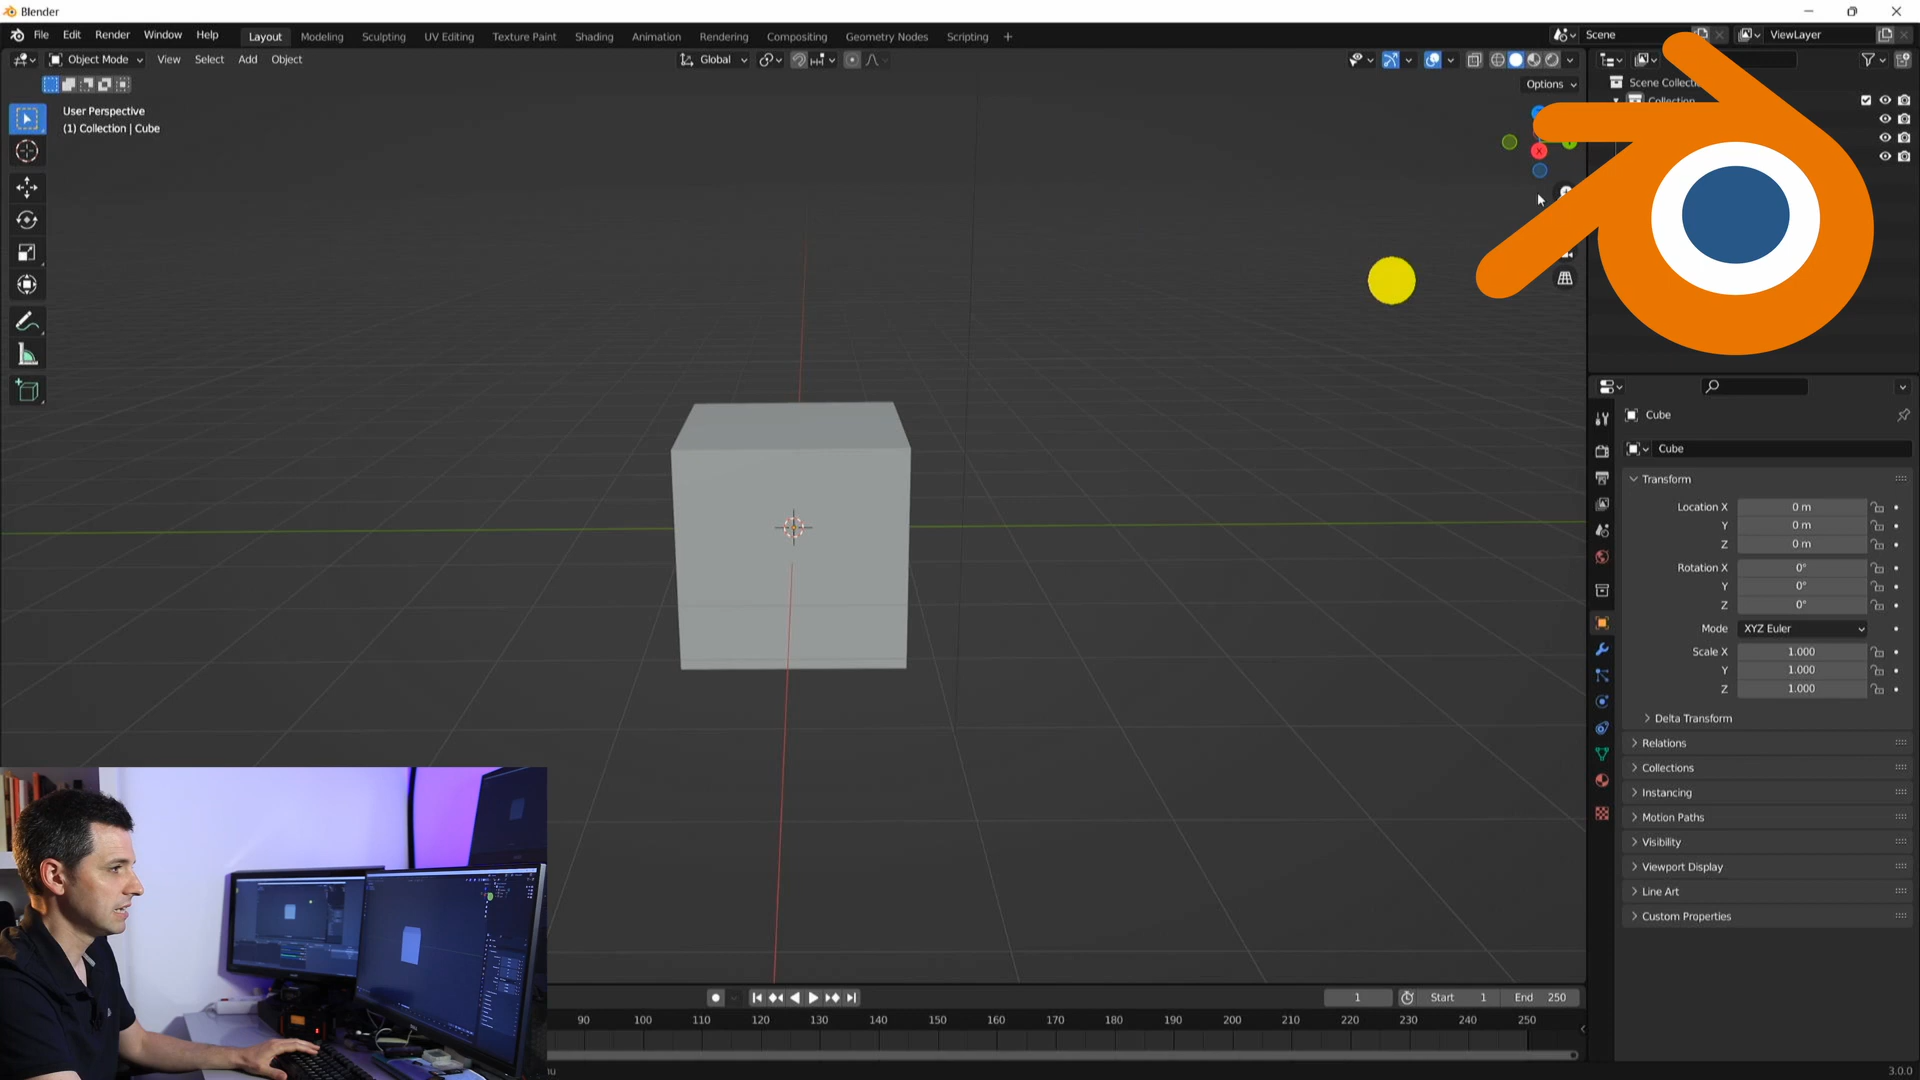 Blender
File Edit Render Window Help Layout Modeling Sculpting UV Editing Texture Paint Shading Animation Rendering Compositing Geometry Nodes Scripting + Scene ViewLayer
Object Mode View Select Add Object Global
Options
User Perspective
(1) Collection | Cube
Scene Collectio
Collection
X
Cube
Cube
Transform
Location X 0 m
Y 0 m
Z 0 m
Rotation X 0°
Y 0°
Z 0°
Mode XYZ Euler
Scale X 1.000
Y 1.000
Z 1.000
Delta Transform
Relations
Collections
Instancing
Motion Paths
Visibility
Viewport Display
Line Art
Custom Properties
1 Start 1 End 250
90 100 110 120 130 140 150 160 170 180 190 200 210 220 230 240 250
nu
3.0.0